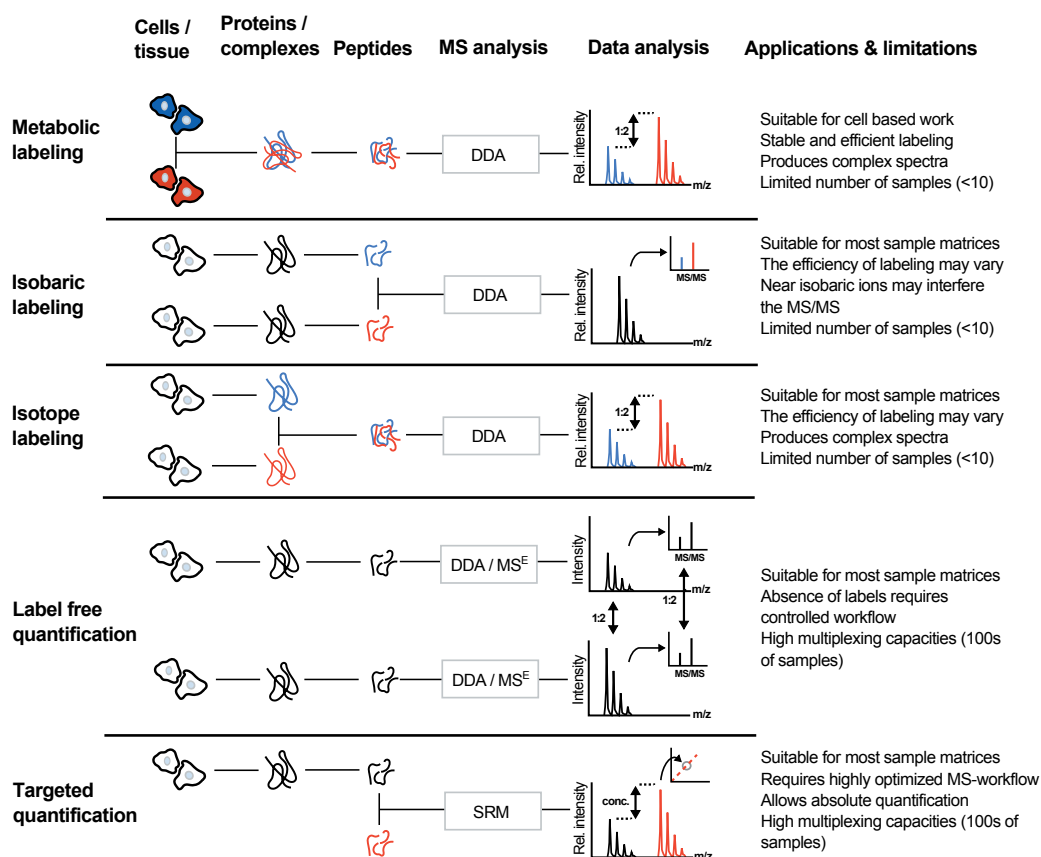 Cells /
tissue
Proteins /
complexes
Peptides
MS analysis
Data analysis
Applications & limitations
Metabolic
labeling
DDA
Rel. intensity
1:2
m/z
Suitable for cell based work
Stable and efficient labeling
Produces complex spectra
Limited number of samples (<10)
Isobaric
labeling
DDA
Rel. intensity
MS/MS
m/z
Suitable for most sample matrices
The efficiency of labeling may vary
Near isobaric ions may interfere
the MS/MS
Limited number of samples (<10)
Isotope
labeling
DDA
Rel. intensity
1:2
m/z
Suitable for most sample matrices
The efficiency of labeling may vary
Produces complex spectra
Limited number of samples (<10)
Label free
quantification
DDA / MSᴱ
Intensity
MS/MS
m/z
1:2
1:2
DDA / MSᴱ
Intensity
MS/MS
m/z
Suitable for most sample matrices
Absence of labels requires
controlled workflow
High multiplexing capacities (100s
of samples)
Targeted
quantification
SRM
Rel. intensity
conc.
m/z
Suitable for most sample matrices
Requires highly optimized MS-workflow
Allows absolute quantification
High multiplexing capacities (100s of
samples)